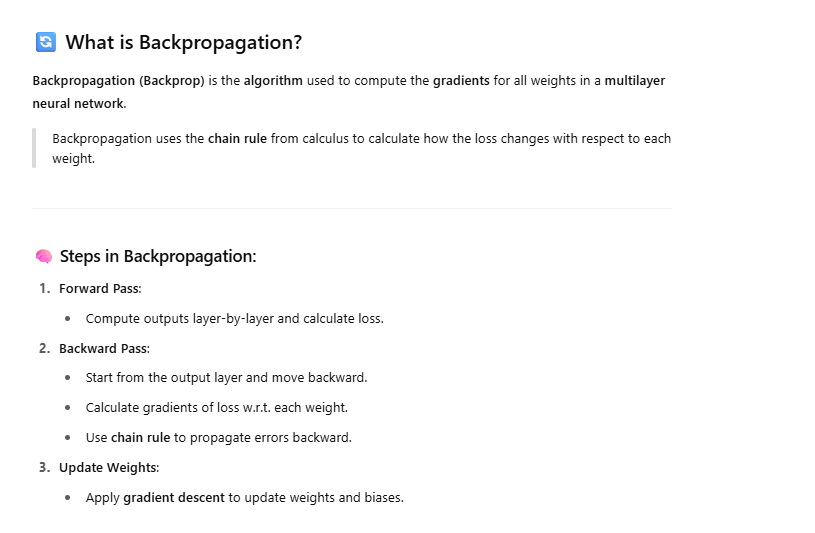 What is Backpropagation?
Backpropagation (Backprop) is the algorithm used to compute the gradients for all weights in a multilayer
neural network.
Backpropagation uses the chain rule from calculus to calculate how the loss changes with respect to each
weight.
Steps in Backpropagation:
1. Forward Pass:
• Compute outputs layer-by-layer and calculate loss.
2. Backward Pass:
• Start from the output layer and move backward.
• Calculate gradients of loss w.r.t. each weight.
• Use chain rule to propagate errors backward.
3. Update Weights:
• Apply gradient descent to update weights and biases.